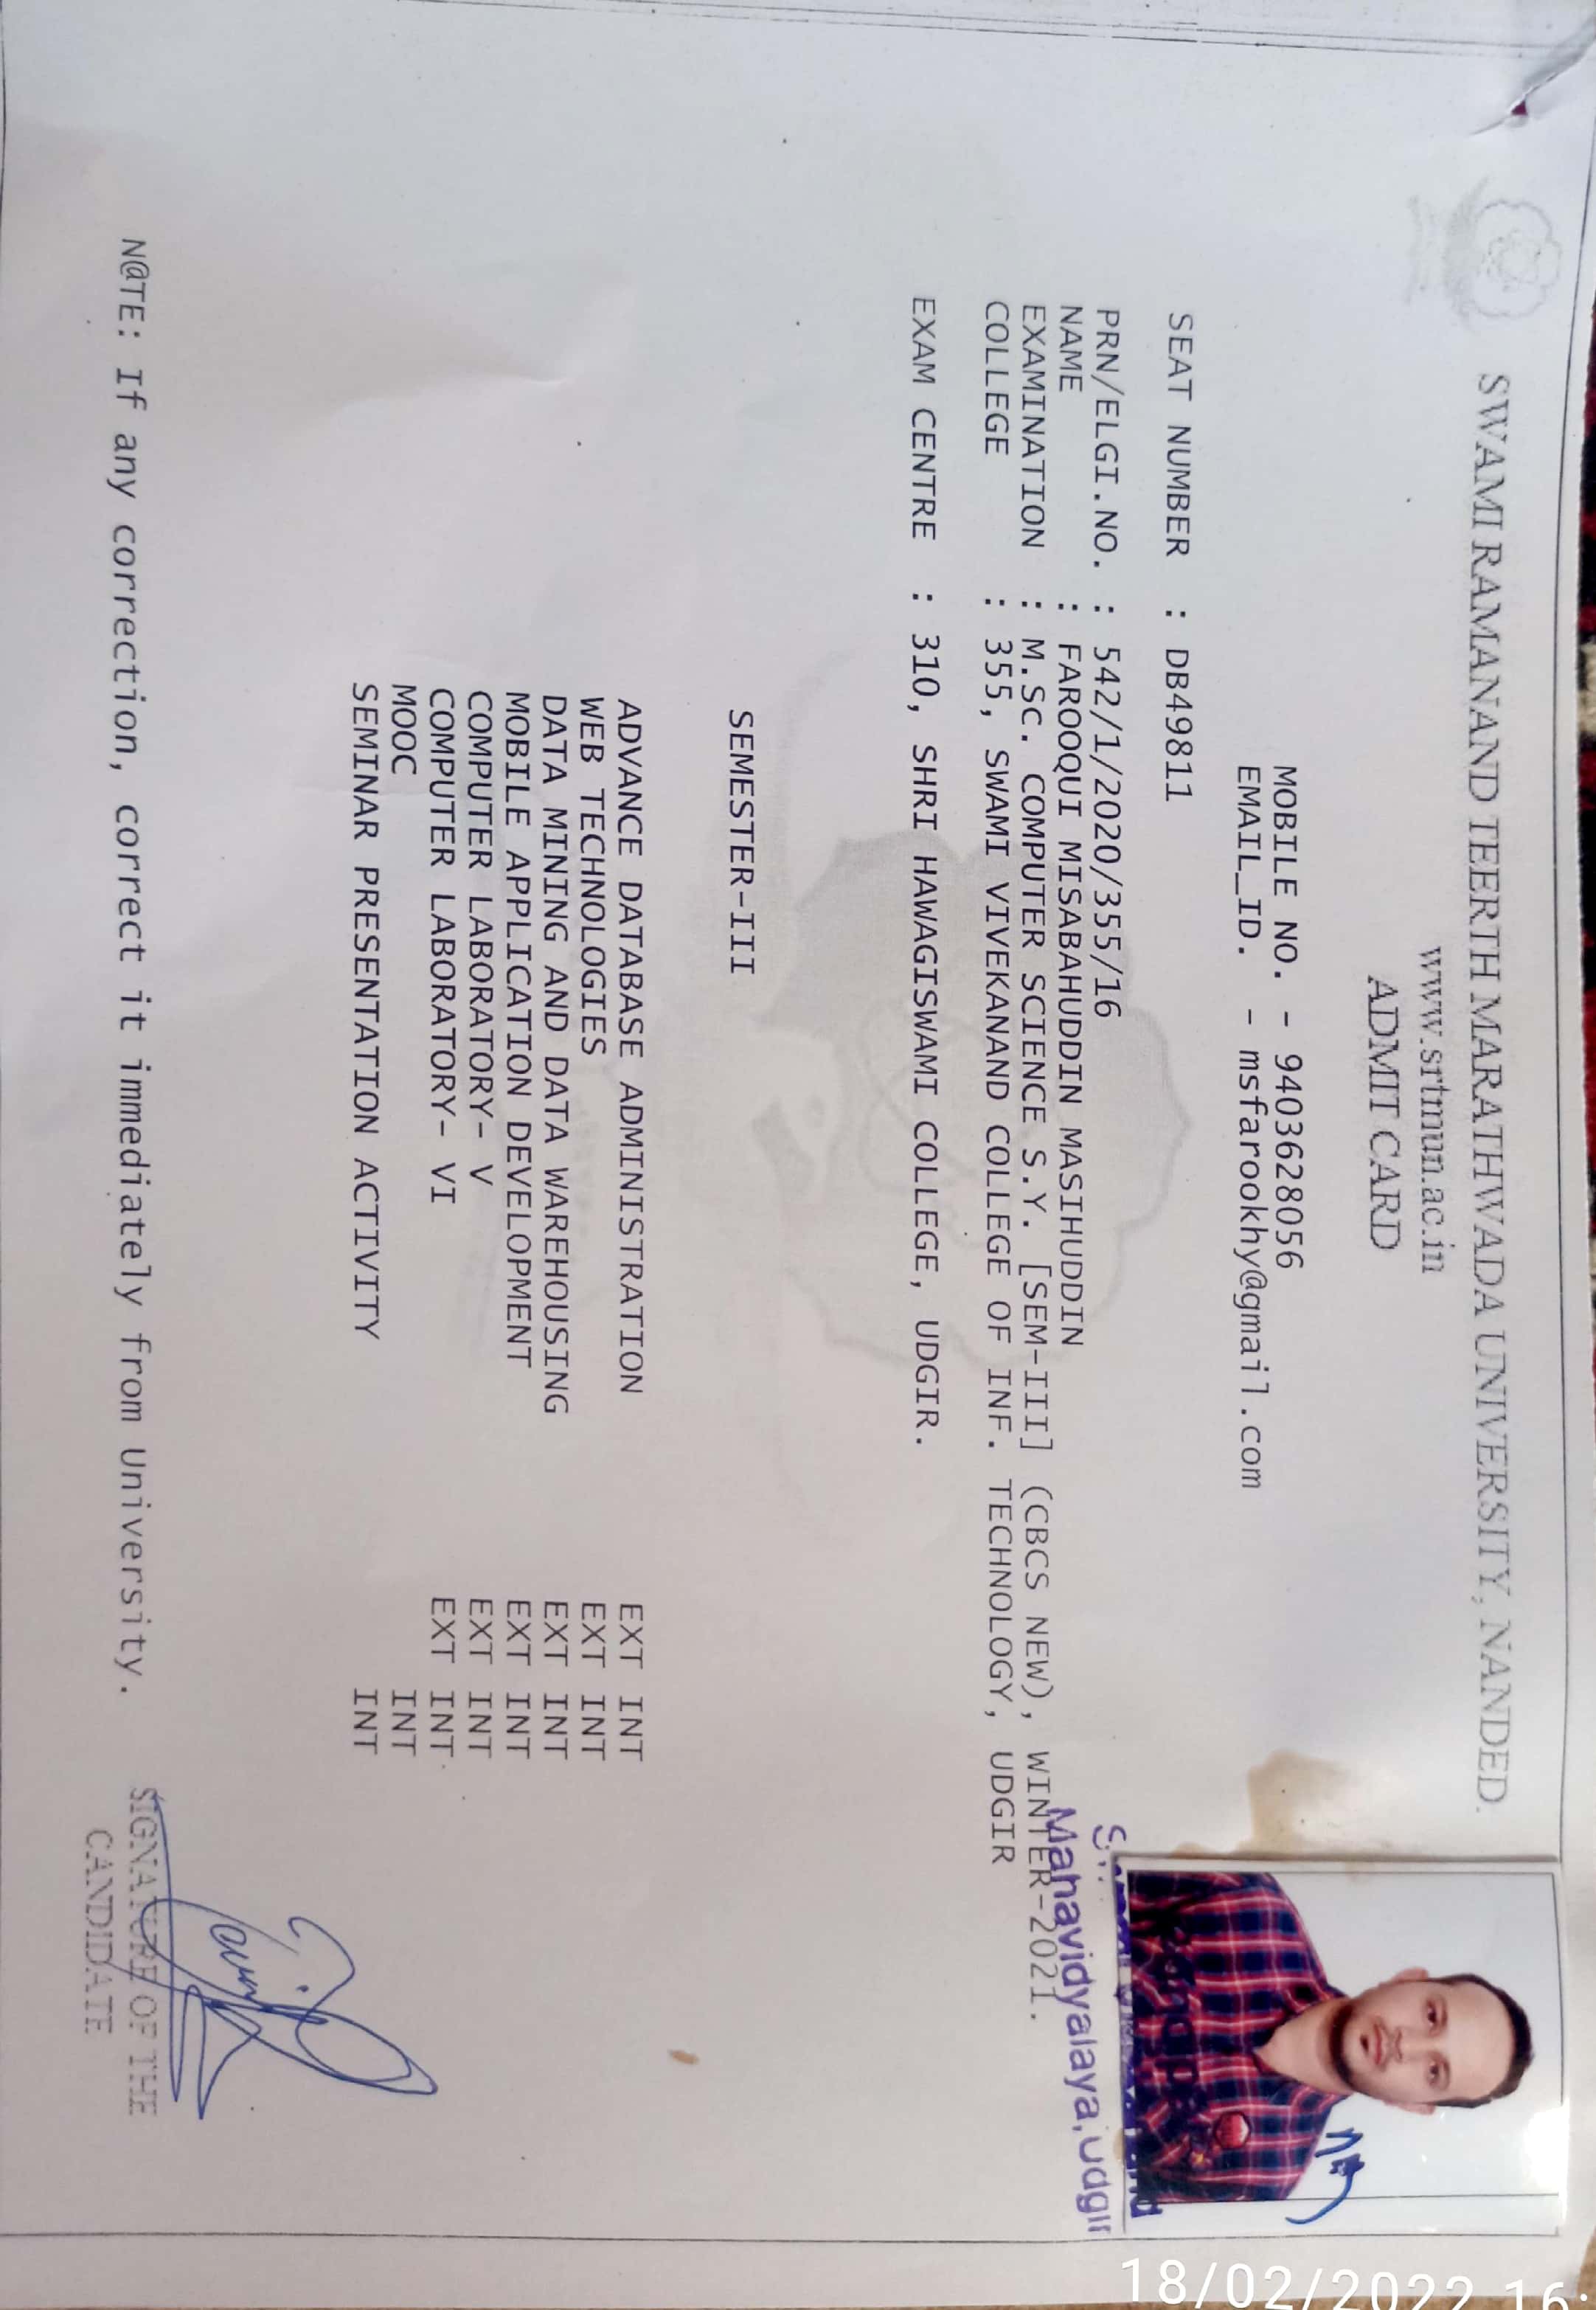 SWAMI RAMANAND TEERTH MARATHWADA UNIVERSITY, NANDED.
www.srtmun.ac.in
ADMIT CARD
MOBILE NO. - 9403628056
EMAIL_ID. - msfarookhy@gmail.com
SEAT NUMBER : DB49811
PRN/ELGI.NO. : 542/1/2020/355/16
NAME : FAROOQUI MISABAHUDDIN MASIHUDDIN
EXAMINATION : M.Sc. COMPUTER SCIENCE S.Y. [SEM-III] (CBCS NEW), WINTER-2021.
COLLEGE : 355, SWAMI VIVEKANAND COLLEGE OF INF. TECHNOLOGY, UDGIR
EXAM CENTRE : 310, SHRI HAWAGISWAMI COLLEGE, UDGIR.
Mahavidyalaya, Udgir
18/02/2022 16:
SEMESTER-III
ADVANCE DATABASE ADMINISTRATION EXT INT
WEB TECHNOLOGIES EXT INT
DATA MINING AND DATA WAREHOUSING EXT INT
MOBILE APPLICATION DEVELOPMENT EXT INT
COMPUTER LABORATORY- V EXT INT
COMPUTER LABORATORY- VI EXT INT
MOOC INT
SEMINAR PRESENTATION ACTIVITY INT
N@TE: If any correction, correct it immediately from University.
SIGNATURE OF THE
CANDIDATE